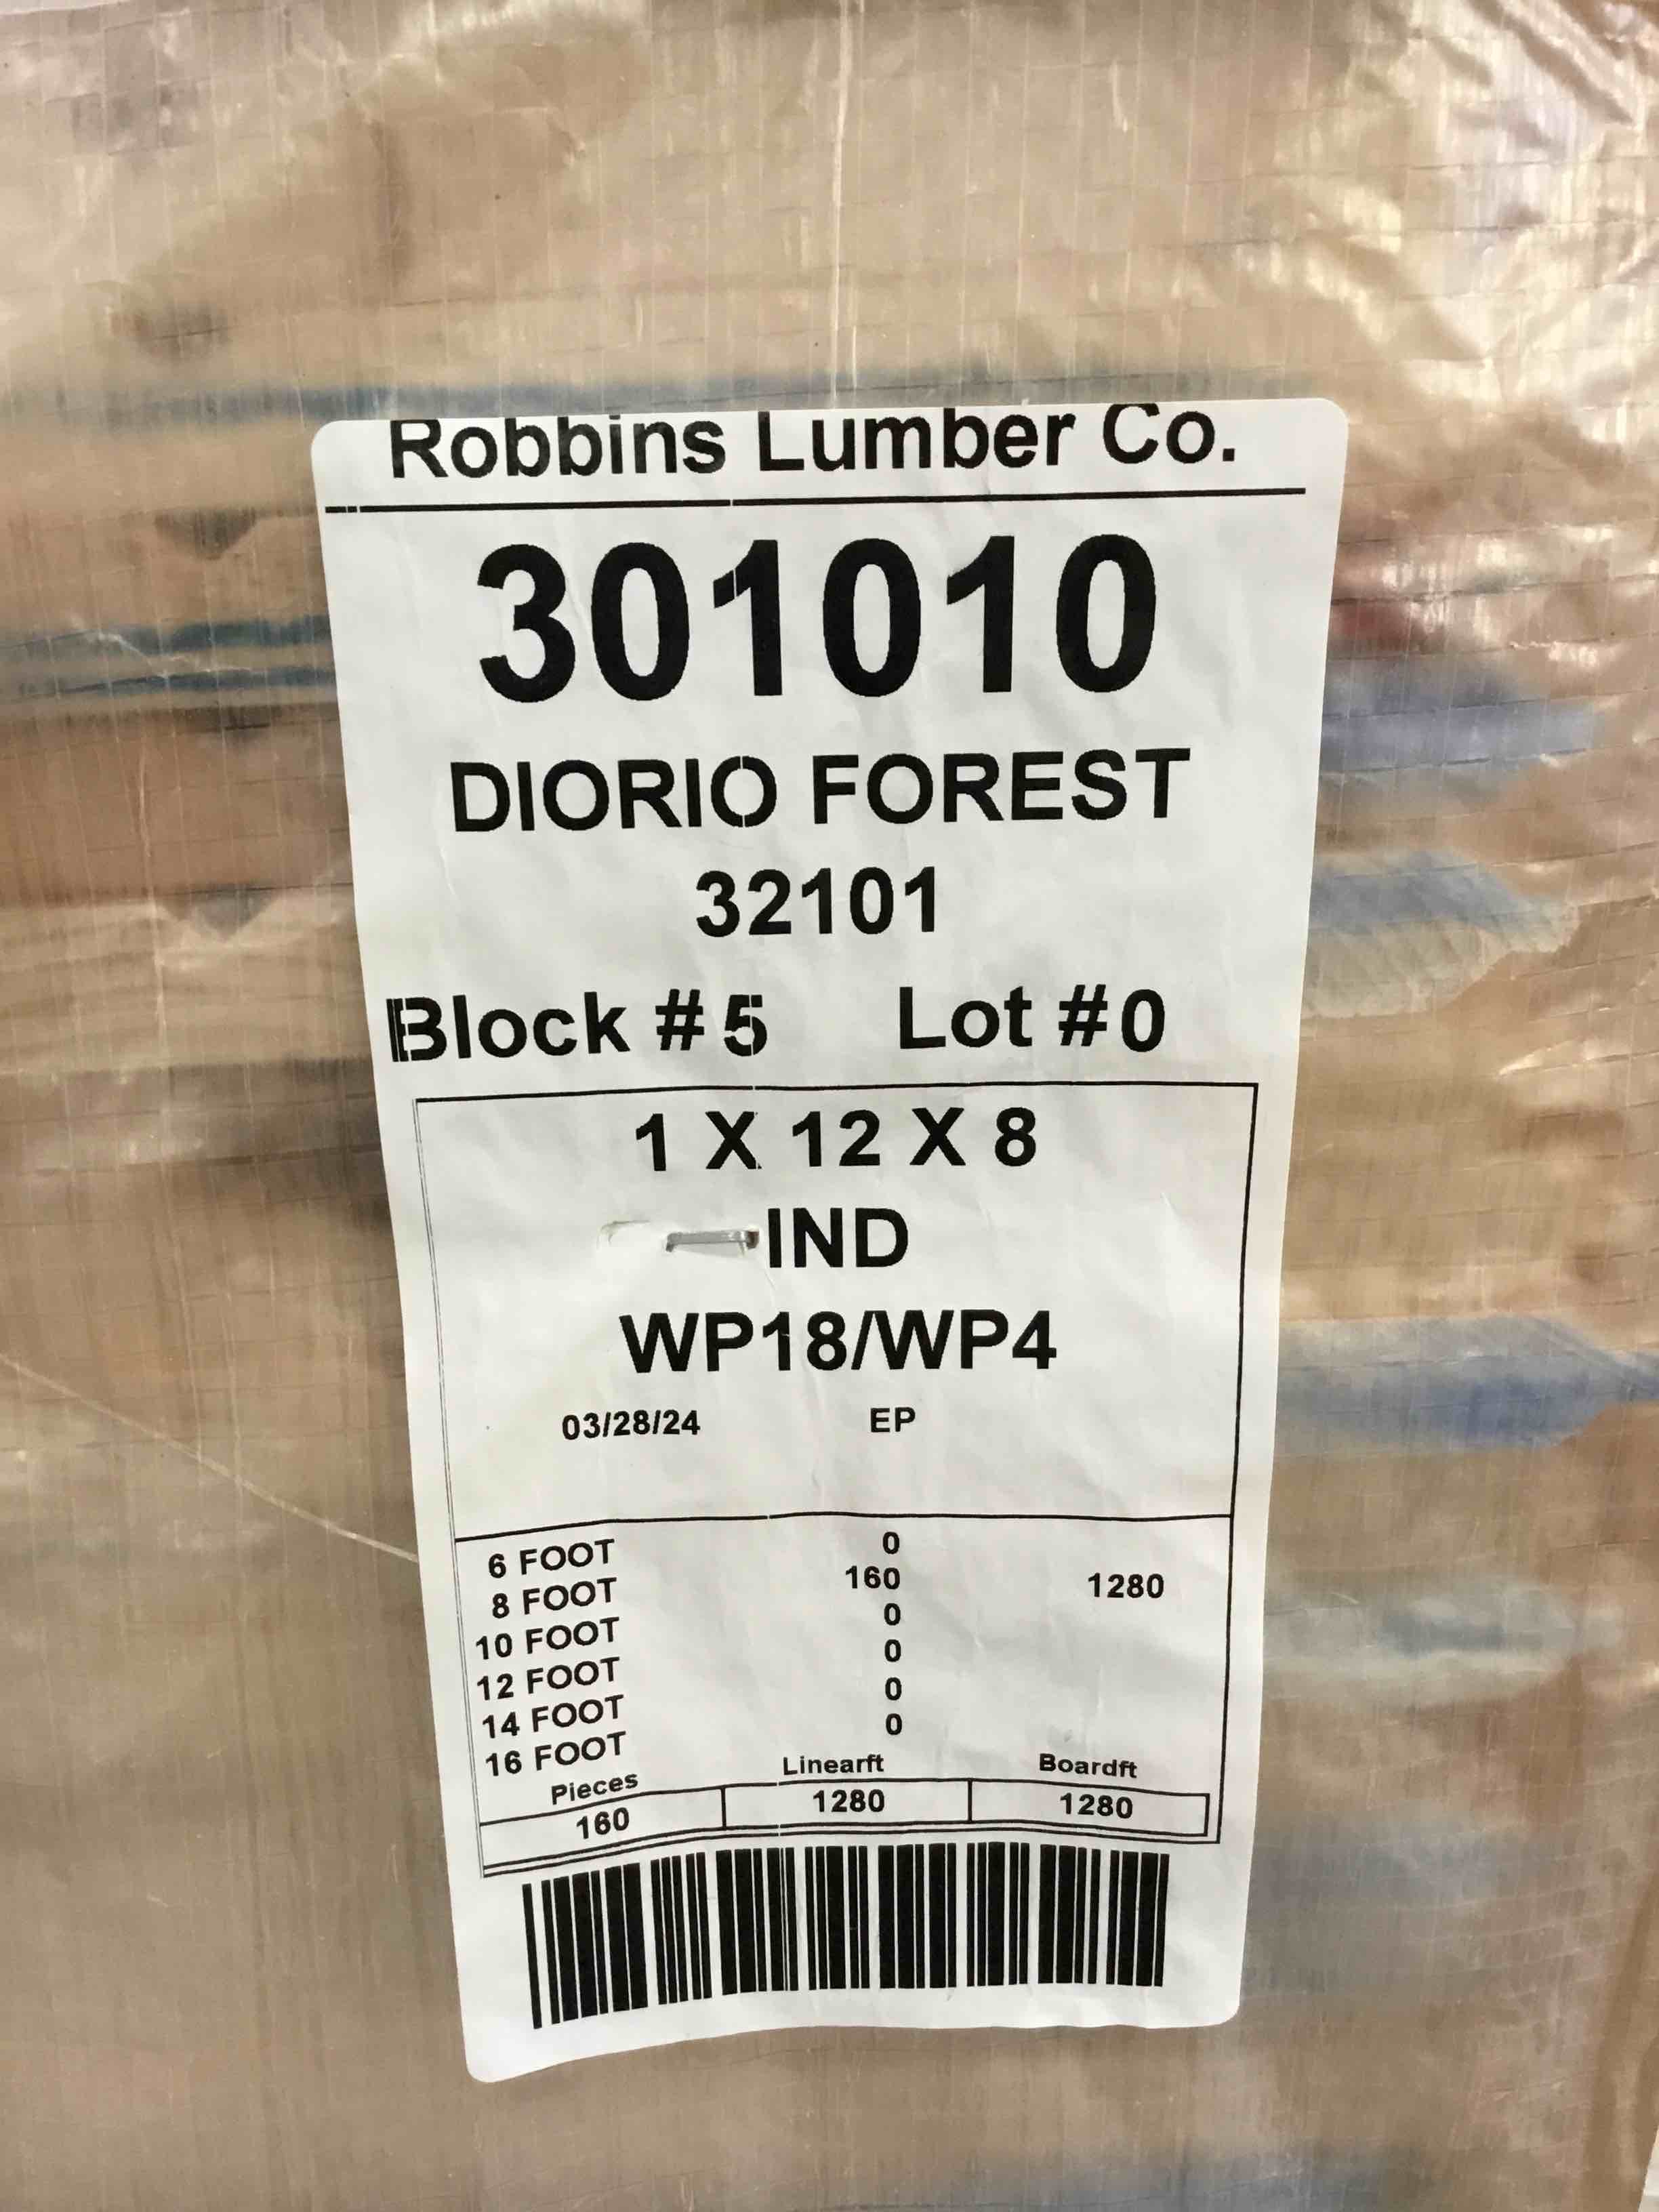 Robbins Lumber Co.
301010
DIORIO FOREST
32101
Block #5 Lot #0
1 X 12 X 8
IND
WP18/WP4
03/28/24 EP
6 FOOT 0
8 FOOT 160 1280
10 FOOT 0
12 FOOT 0
14 FOOT 0
16 FOOT 0
Pieces Linearft Boardft
160 1280 1280